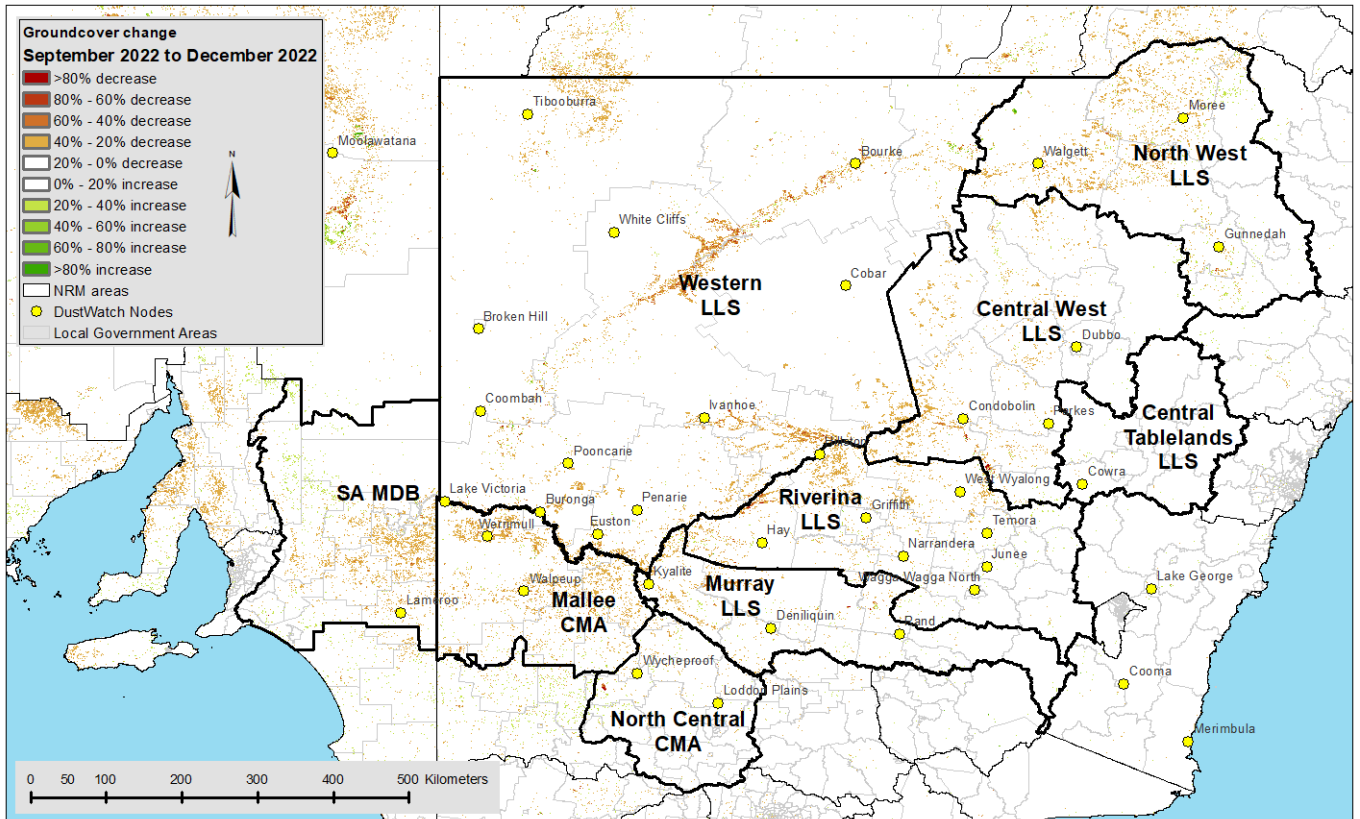 Groundcover change
September 2022 to December 2022
>80% decrease
80% - 60% decrease
60% - 40% decrease
40% - 20% decrease
20% - 0% decrease
0% - 20% increase
20% - 40% increase
40% - 60% increase
60% - 80% increase
>80% increase
NRM areas
DustWatch Nodes
Local Government Areas
N
Tibooburra
Moolawatana
Moree
Bourke
Walgett
North West
LLS
White Cliffs
Gunnedah
Western
LLS
Cobar
Central West
LLS
Broken Hill
Dubbo
Coombah
Ivanhoe
Condobolin
Parkes
Central
Tablelands
LLS
Hillston
Pooncarie
Cowra
SA MDB
Lake Victoria
Buronga
Penarie
Riverina
LLS
West Wyalong
Werrimull
Euston
Griffith
Hay
Temora
Narrandera
Junee
Kyalite
Wagga Wagga North
Walpeup
Mallee
CMA
Murray
LLS
Lake George
Lameroo
Deniliquin
Rand
Wycheproof
Cooma
Loddon Plains
North Central
CMA
Merimbula
0 50 100 200 300 400 500 Kilometers